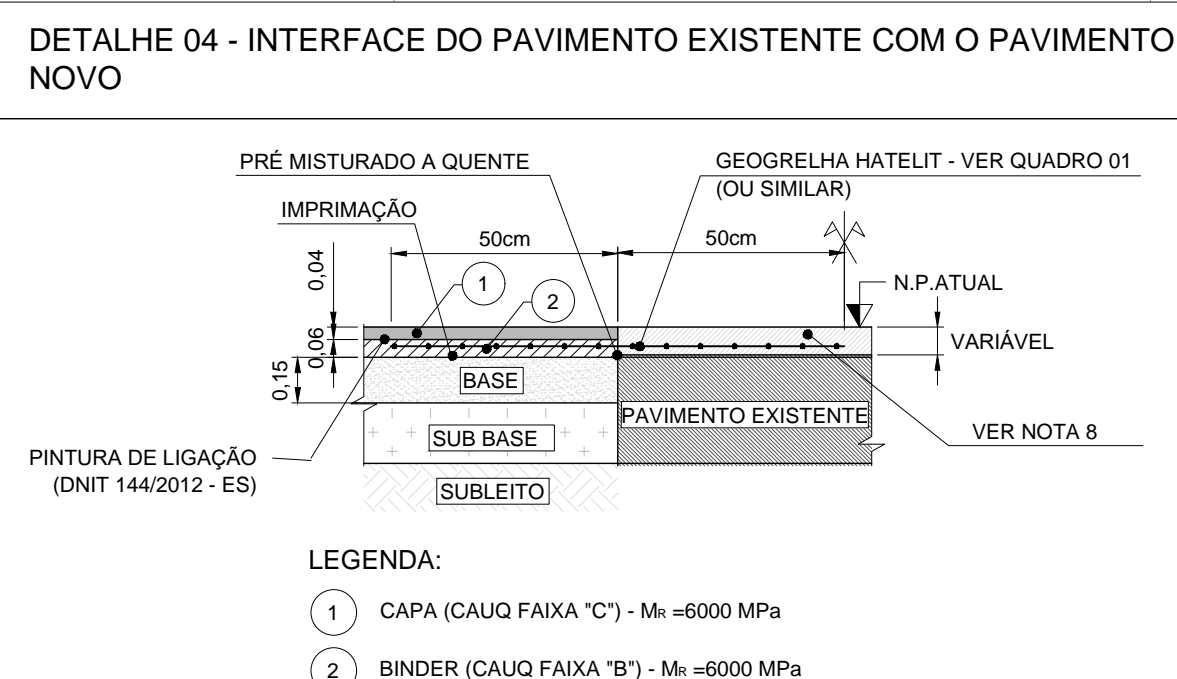 DETALHE 04 - INTERFACE DO PAVIMENTO EXISTENTE COM O PAVIMENTO
NOVO
PRÉ MISTURADO A QUENTE
GEOGRELHA HATELIT - VER QUADRO 01
(OU SIMILAR)
IMPRIMAÇÃO
50cm
50cm
0,04
1
2
N.P.ATUAL
0,06
VARIÁVEL
0,15
BASE
PAVIMENTO EXISTENTE
SUB BASE
VER NOTA 8
PINTURA DE LIGAÇÃO
(DNIT 144/2012 - ES)
SUBLEITO
LEGENDA:
1 CAPA (CAUQ FAIXA "C") - MR =6000 MPa
2 BINDER (CAUQ FAIXA "B") - MR =6000 MPa